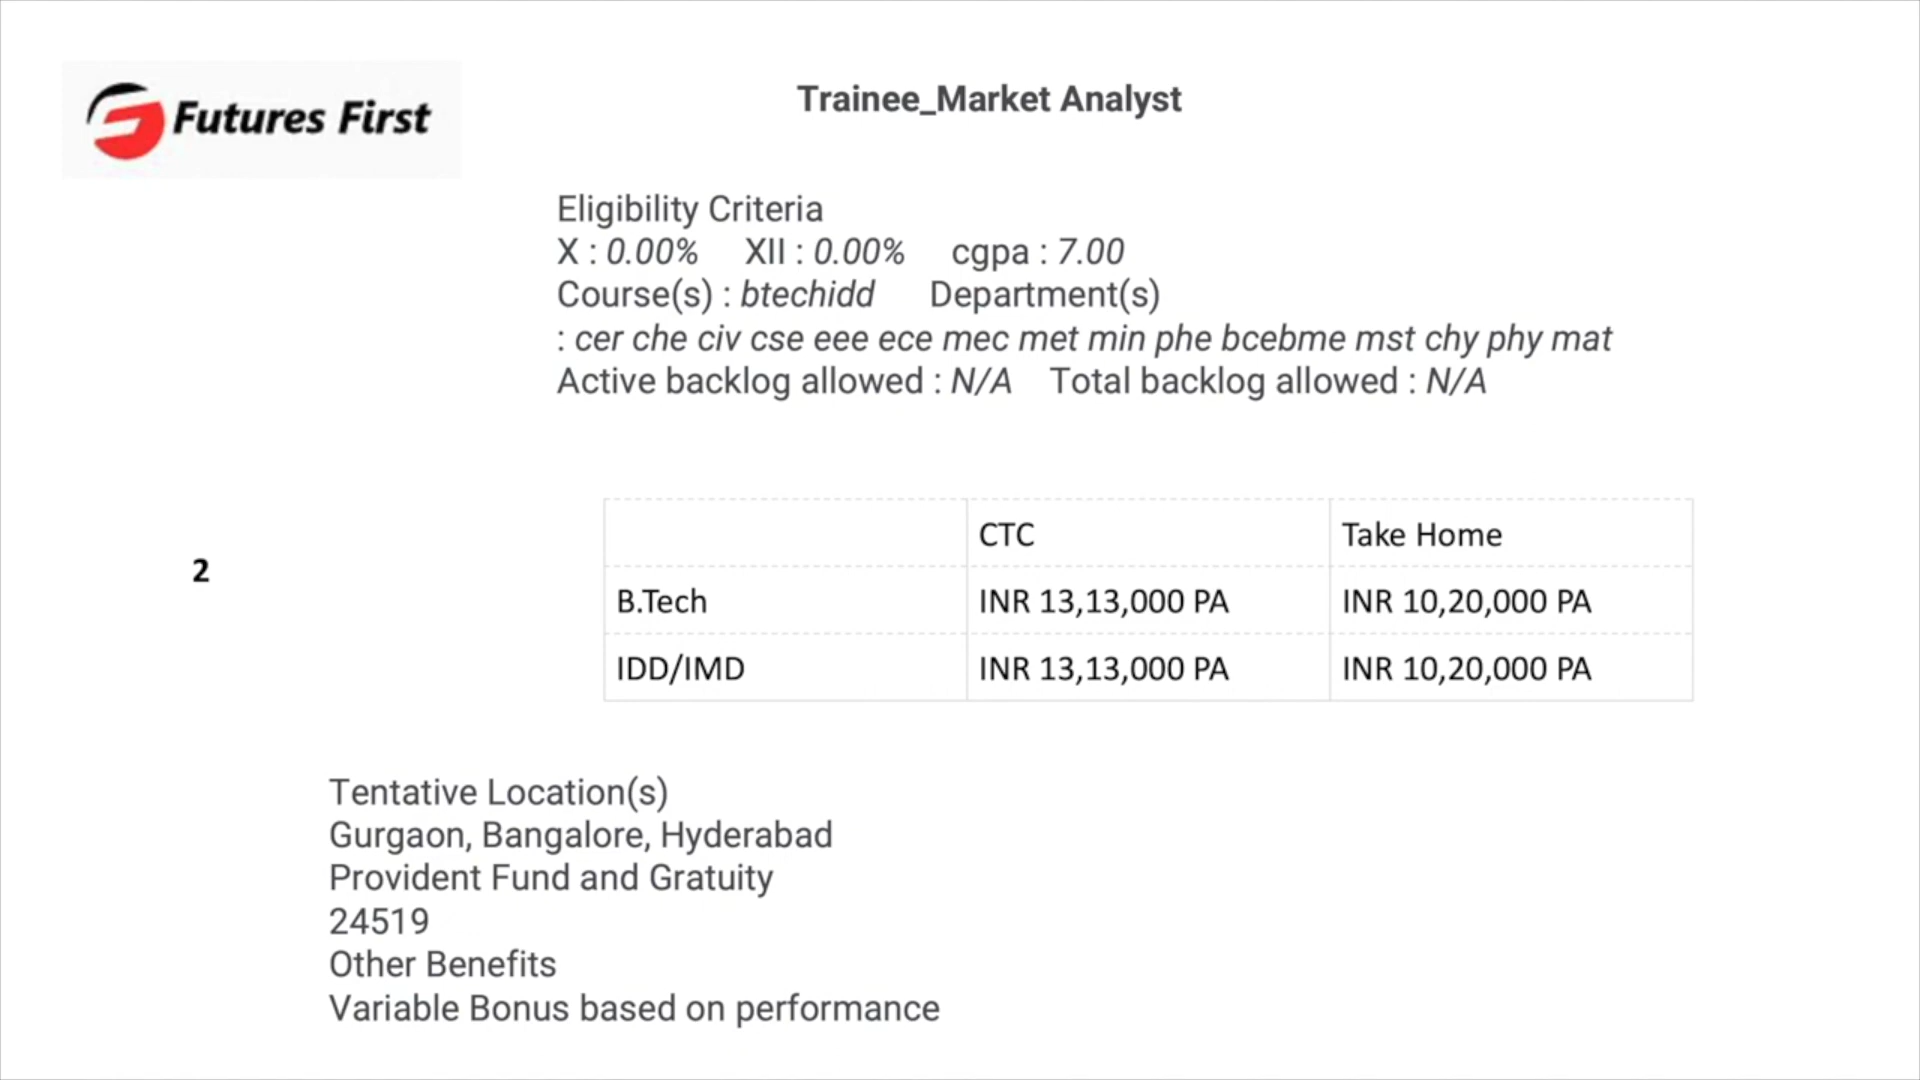 Futures First
Trainee_Market Analyst
Eligibility Criteria
X : 0.00% XII : 0.00% cgpa : 7.00
Course(s) : btechidd Department(s)
: cer che civ cse eee ece mec met min phe bcebme mst chy phy mat
Active backlog allowed : N/A Total backlog allowed : N/A
2
CTC Take Home
B.Tech INR 13,13,000 PA INR 10,20,000 PA
IDD/IMD INR 13,13,000 PA INR 10,20,000 PA
Tentative Location(s)
Gurgaon, Bangalore, Hyderabad
Provident Fund and Gratuity
24519
Other Benefits
Variable Bonus based on performance